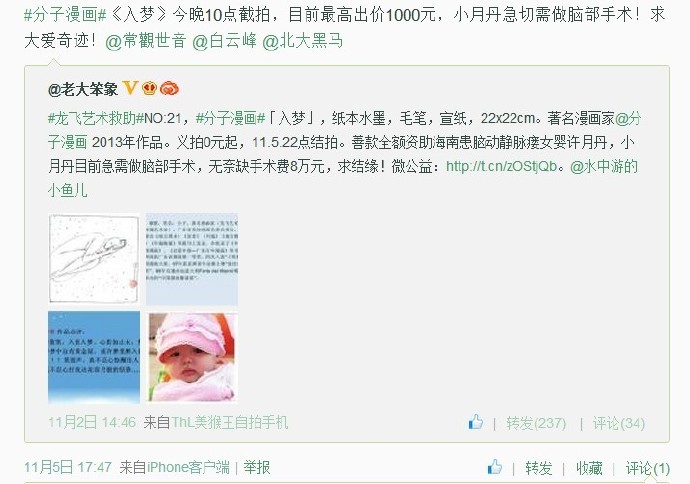 #分子漫画#《入梦》今晚10点截拍，目前最高出价1000元，小月丹急切需做脑部手术！求
大爱奇迹！@常觀世音 @白云峰 @北大黑马
@老大笨象
#龙飞艺术救助#NO:21，#分子漫画#「入梦」，纸本水墨，毛笔，宣纸，22x22cm。著名漫画家@分
子漫画 2013年作品。义拍0元起，11.5.22点结拍。善款全额资助海南患脑动静脉瘘女婴许月丹，小
月丹目前急需做脑部手术，无奈缺手术费8万元，求结缘！微公益：http://t.cn/zOStjQb。@水中游的
小鱼儿
11月2日 14:46 来自ThL美猴王自拍手机
转发(237) | 评论(34)
11月5日 17:47 来自iPhone客户端 | 举报
| 转发 | 收藏 | 评论(1)